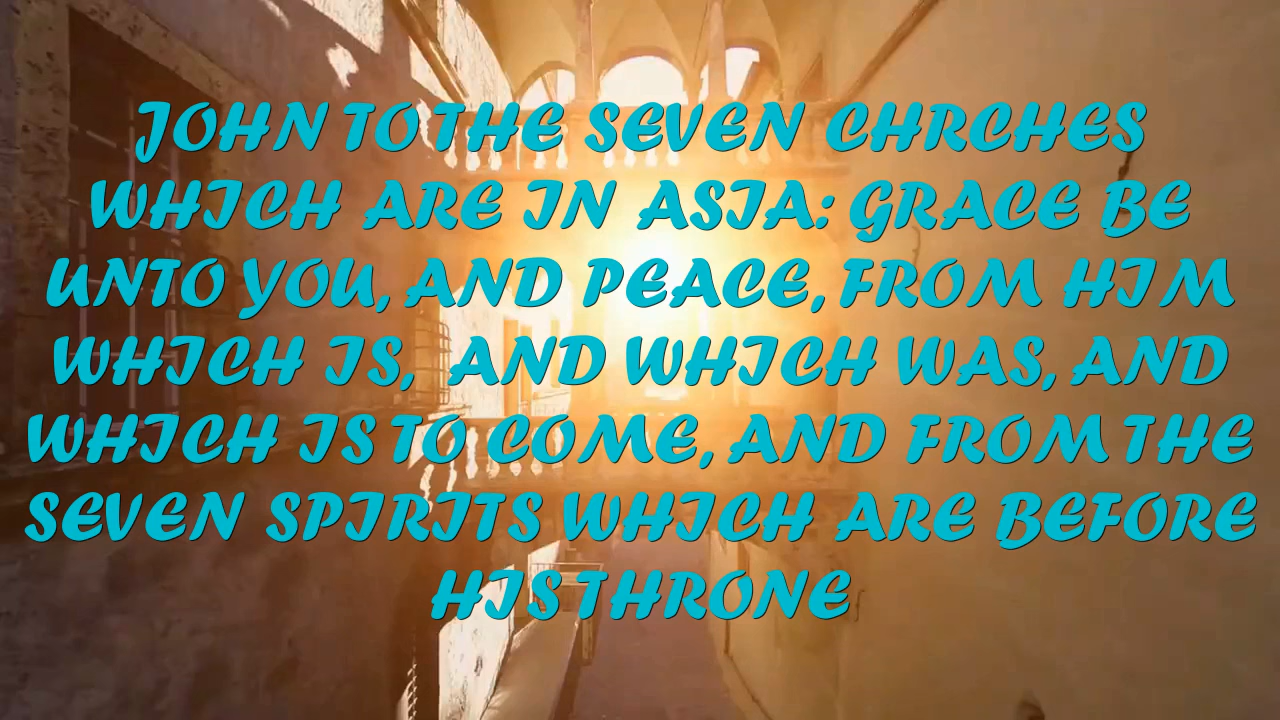 JOHN TO THE SEVEN CHRCHES
WHICH ARE IN ASIA: GRACE BE
UNTO YOU, AND PEACE, FROM HIM
WHICH IS, AND WHICH WAS, AND
WHICH IS TO COME, AND FROM THE
SEVEN SPIRITS WHICH ARE BEFORE
HIS THRONE